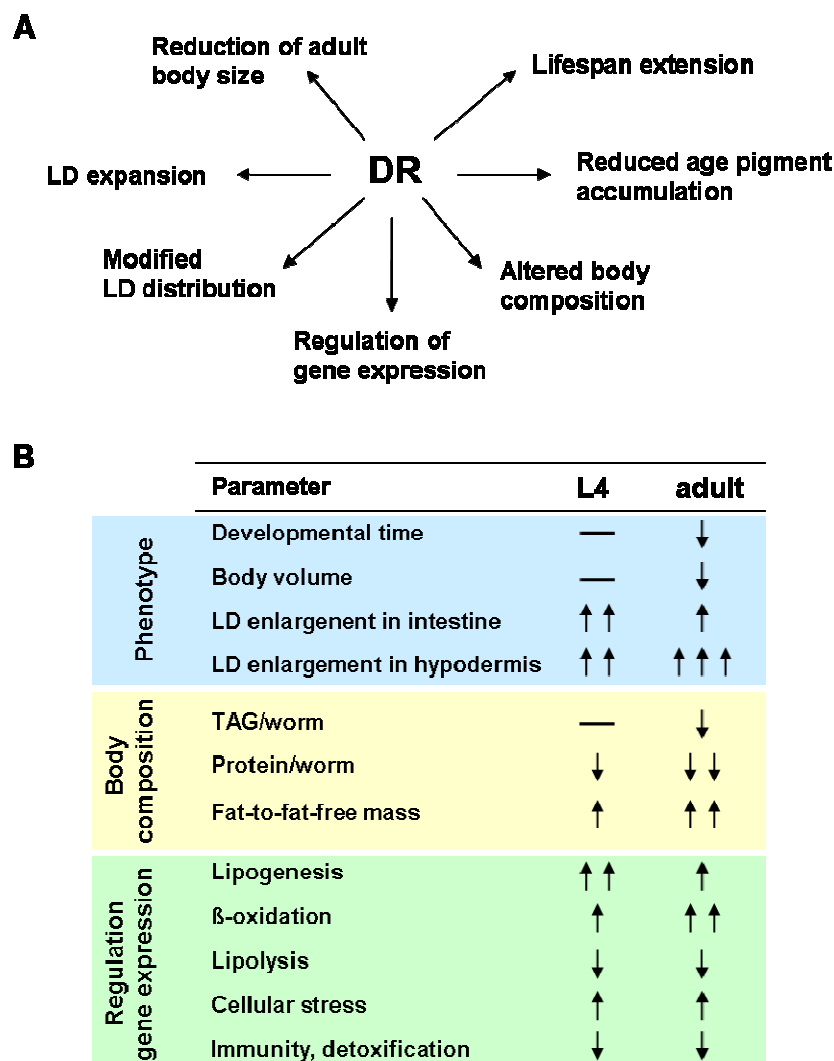 A
Reduction of adult
body size
Lifespan extension
DR
LD expansion
Reduced age pigment
accumulation
Modified
LD distribution
Altered body
composition
Regulation of
gene expression
B
Parameter L4 adult
Phenotype
Developmental time — ↓
Body volume — ↓
LD enlargenent in intestine ↑↑ ↑
LD enlargement in hypodermis ↑↑ ↑↑↑
Body
composition
TAG/worm — ↓
Protein/worm ↓ ↓↓
Fat-to-fat-free mass ↑ ↑↑
Regulation
gene expression
Lipogenesis ↑↑ ↑
ß-oxidation ↑ ↑↑
Lipolysis ↓ ↓
Cellular stress ↑ ↑
Immunity, detoxification ↓ ↓